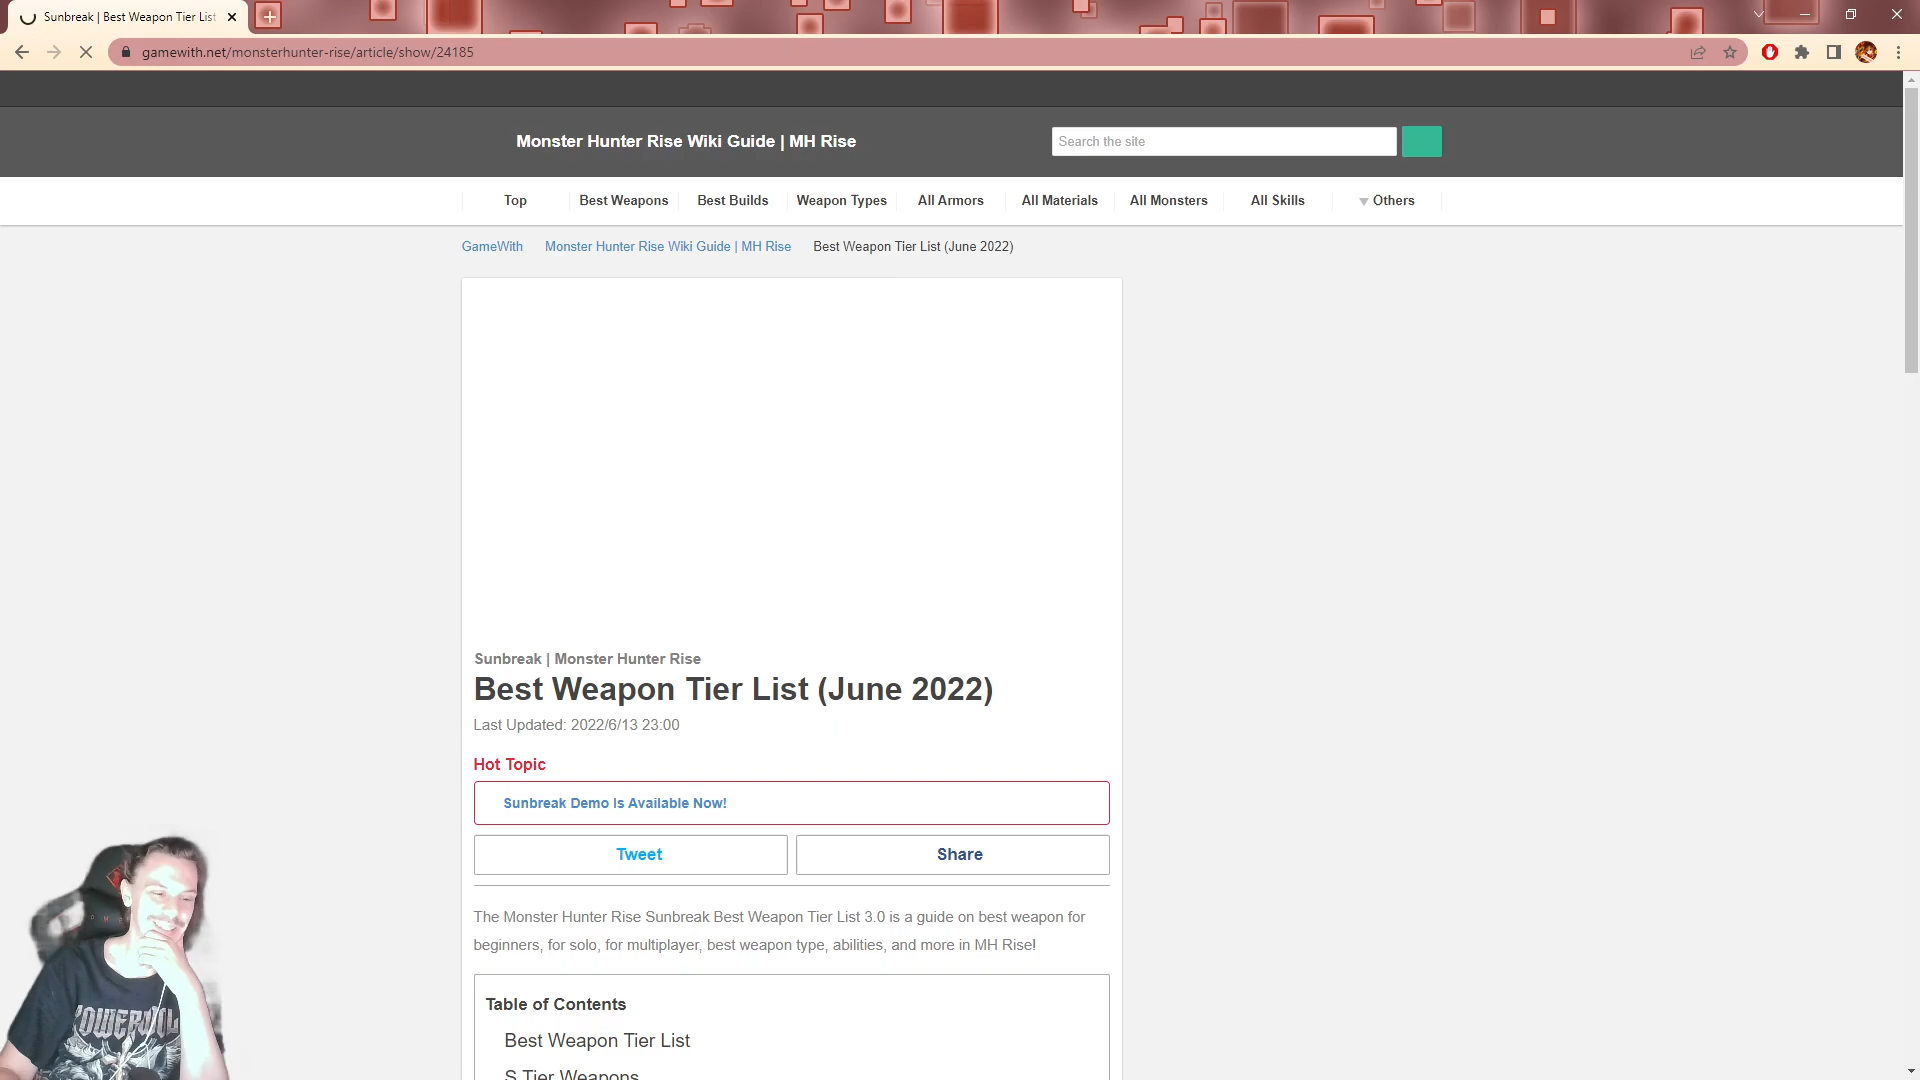 Sunbreak | Best Weapon Tier List
gamewith.net/monsterhunter-rise/article/show/24185
Monster Hunter Rise Wiki Guide | MH Rise
Search the site
Top
Best Weapons
Best Builds
Weapon Types
All Armors
All Materials
All Monsters
All Skills
Others
GameWith
Monster Hunter Rise Wiki Guide | MH Rise
Best Weapon Tier List (June 2022)
Sunbreak | Monster Hunter Rise
Best Weapon Tier List (June 2022)
Last Updated: 2022/6/13 23:00
Hot Topic
Sunbreak Demo Is Available Now!
Tweet
Share
The Monster Hunter Rise Sunbreak Best Weapon Tier List 3.0 is a guide on best weapon for
beginners, for solo, for multiplayer, best weapon type, abilities, and more in MH Rise!
Table of Contents
Best Weapon Tier List
S Tier Weapons